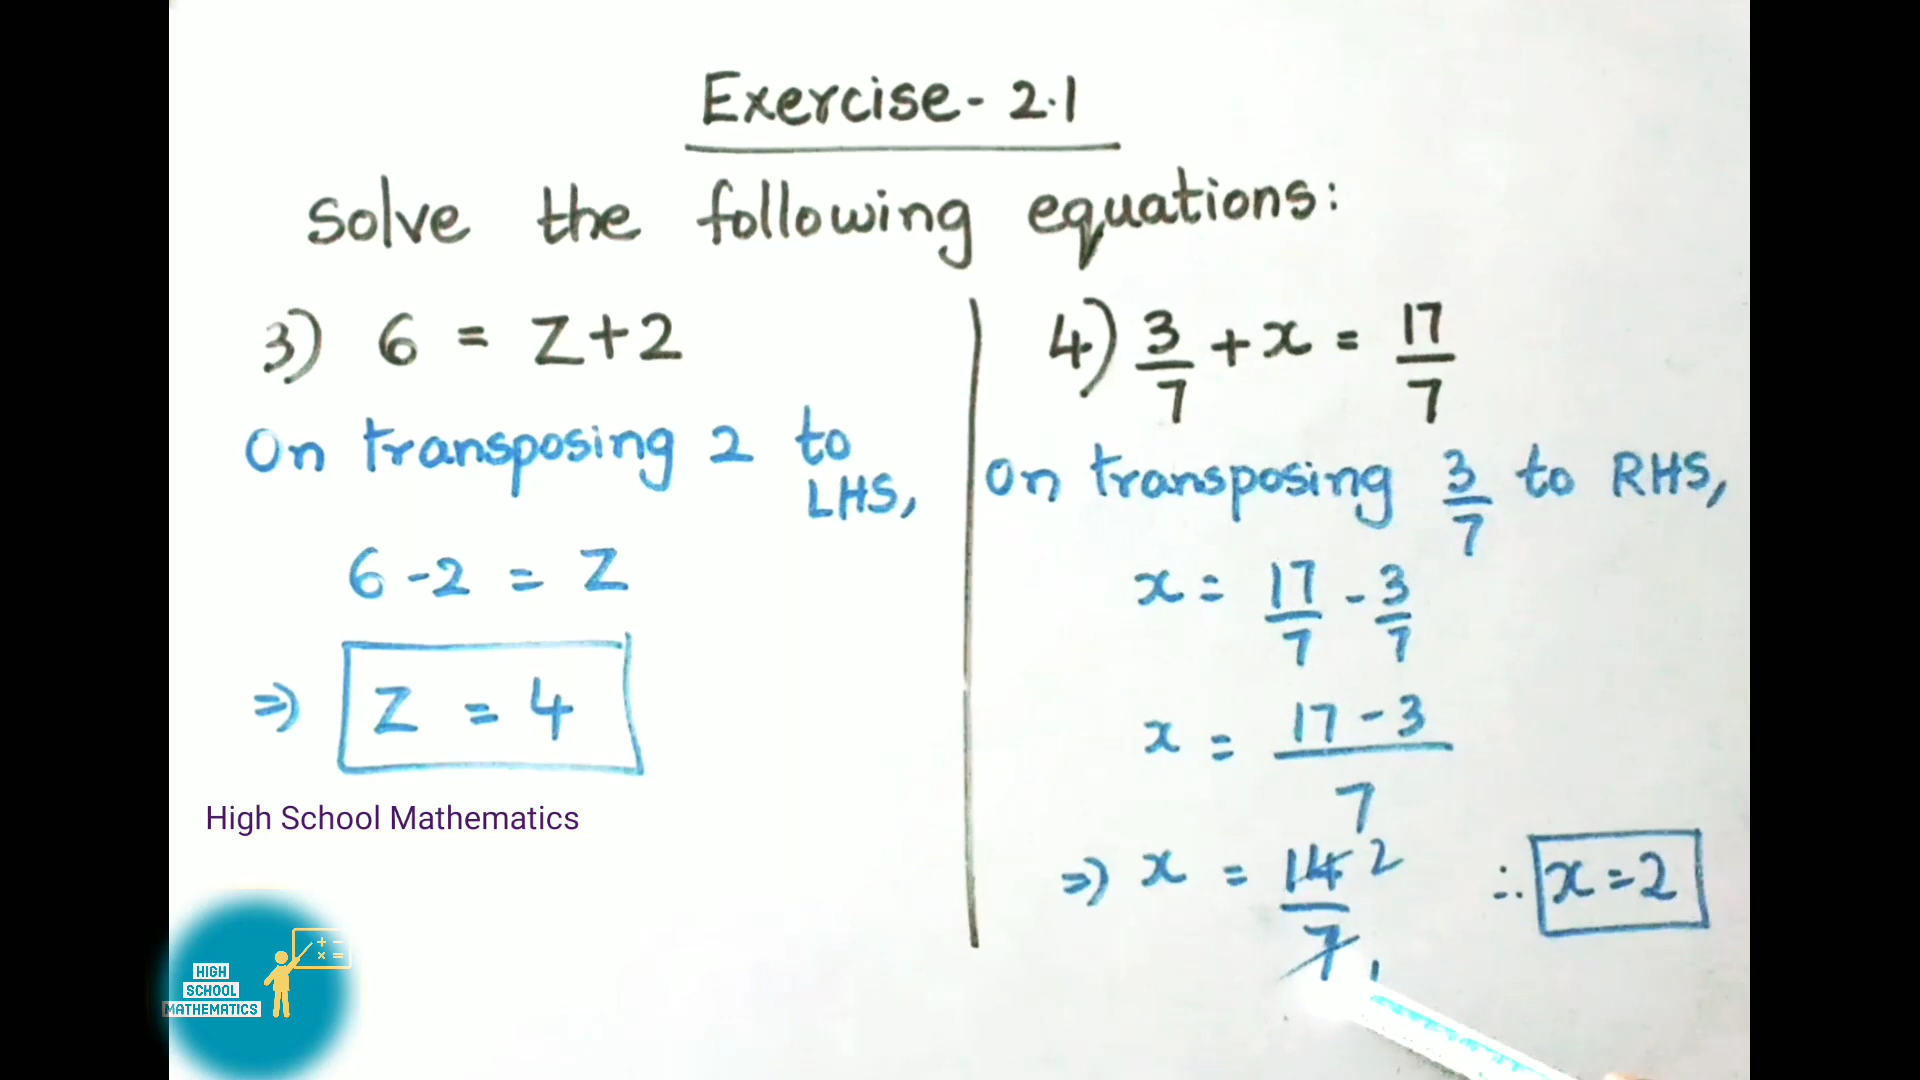 Exercise - 2.1
Solve the following equations:
3) 6 = Z+2
On transposing 2 to
LHS,
6 - 2 = Z
⇒ Z = 4
High School Mathematics
HIGH
SCHOOL
MATHEMATICS
+ −
× =
4) 3/7 + x = 17/7
On transposing 3/7 to RHS,
x = 17/7 - 3/7
x = 17 - 3/7
⇒ x = 14/7 2 1
∴ x = 2